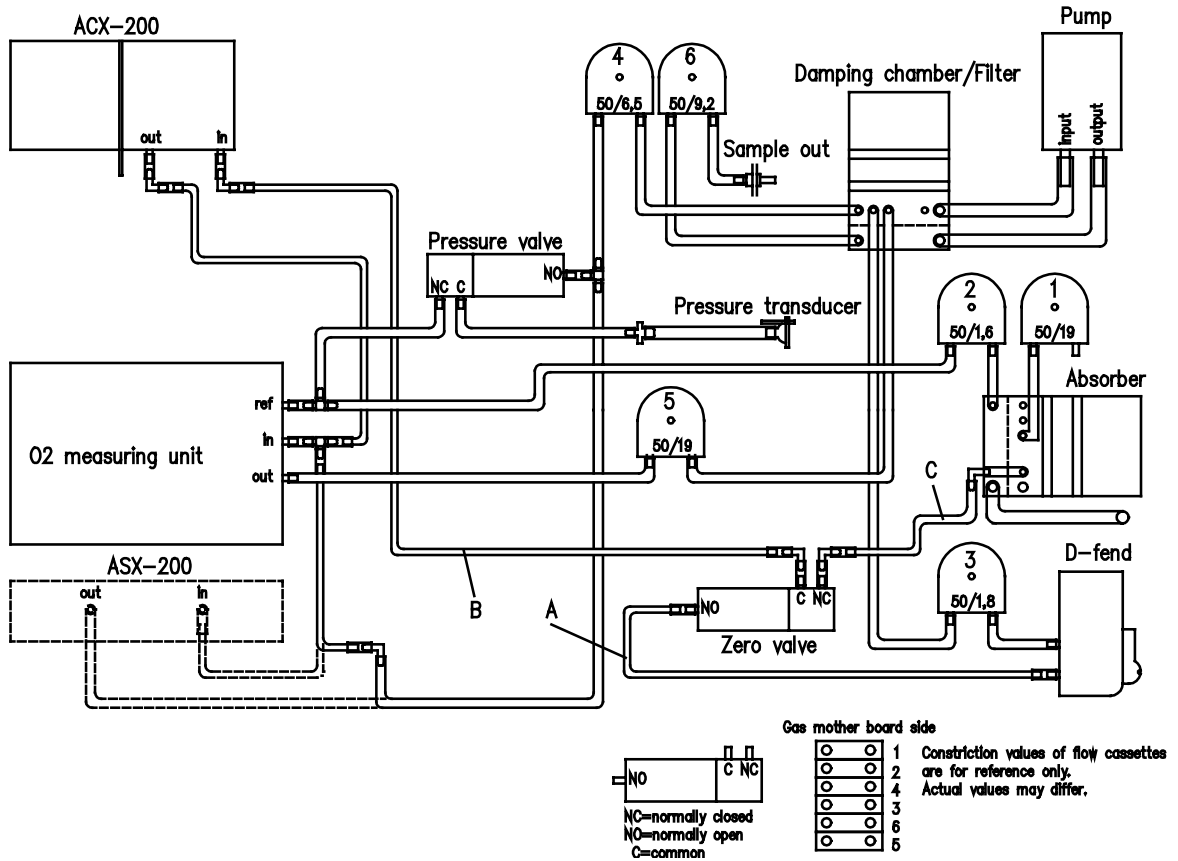 ACX-200
out
in
4
50/6,5
6
50/9,2
Sample out
Damping chamber/Filter
Pump
input
output
Pressure valve
NC
C
NO
Pressure transducer
2
50/1,6
1
50/19
Absorber
O2 measuring unit
ref
in
out
5
50/19
C
ASX-200
out
in
B
A
NO
C
NC
Zero valve
3
50/1,8
D-fend
NO
C
NC
NC=normally closed
NO=normally open
C=common
Gas mother board side
1
2
4
3
6
5
Constriction values of flow cassettes
are for reference only.
Actual values may differ.